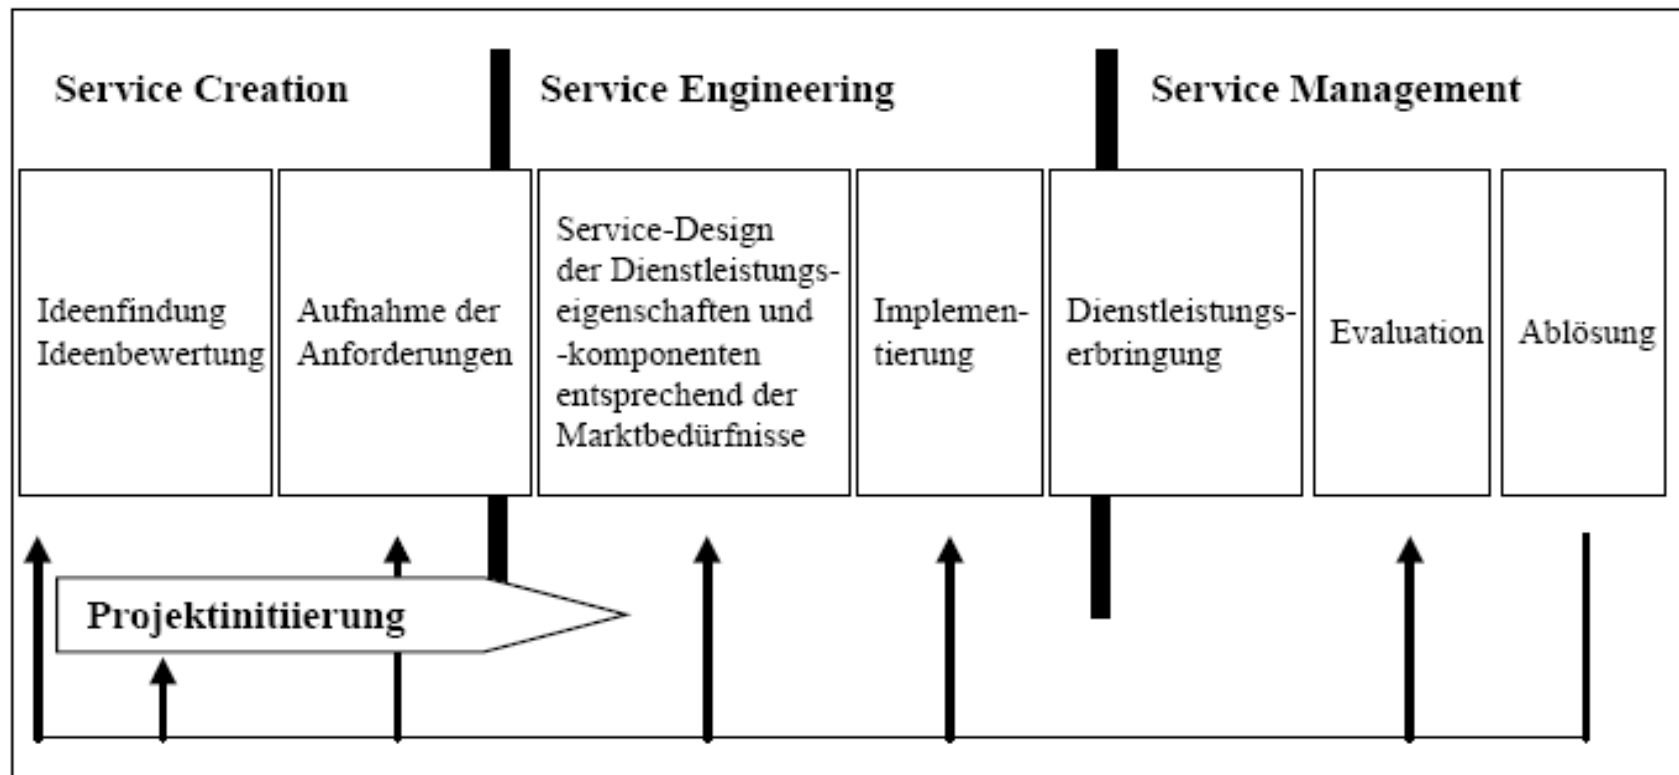 Service Creation
Service Engineering
Service Management
Ideenfindung
Ideenbewertung
Aufnahme der
Anforderungen
Service-Design
der Dienstleistungs-
eigenschaften und
-komponenten
entsprechend der
Marktbedürfnisse
Implemen-
tierung
Dienstleistungs-
erbringung
Evaluation
Ablösung
Projektinitiierung